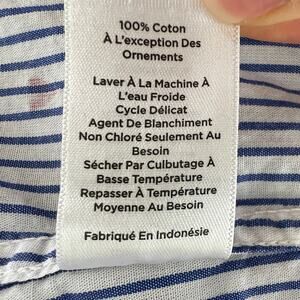 100% Coton
À L'exception Des
Ornements
Laver À La Machine À
L'eau Froide
Cycle Délicat
Agent De Blanchiment
Non Chloré Seulement Au
Besoin
Sécher Par Culbutage À
Basse Température
Repasser À Température
Moyenne Au Besoin
Fabriqué En Indonésie